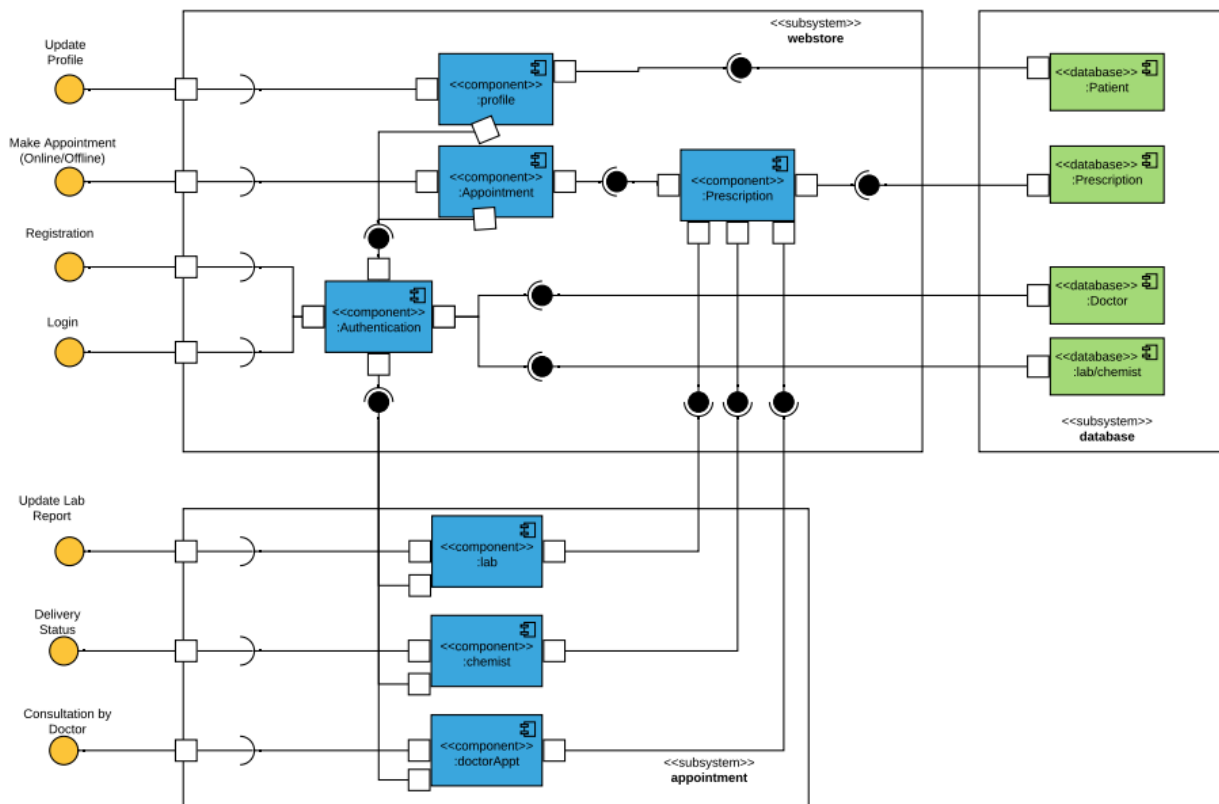 <<subsystem>>
webstore
Update
Profile
<<component>>
:profile
<<database>>
:Patient
Make Appointment
(Online/Offline)
<<component>>
:Appointment
<<component>>
:Prescription
<<database>>
:Prescription
Registration
<<component>>
:Authentication
<<database>>
:Doctor
Login
<<database>>
:lab/chemist
<<subsystem>>
database
Update Lab
Report
<<component>>
:lab
Delivery
Status
<<component>>
:chemist
Consultation by
Doctor
<<component>>
:doctorAppt
<<subsystem>>
appointment